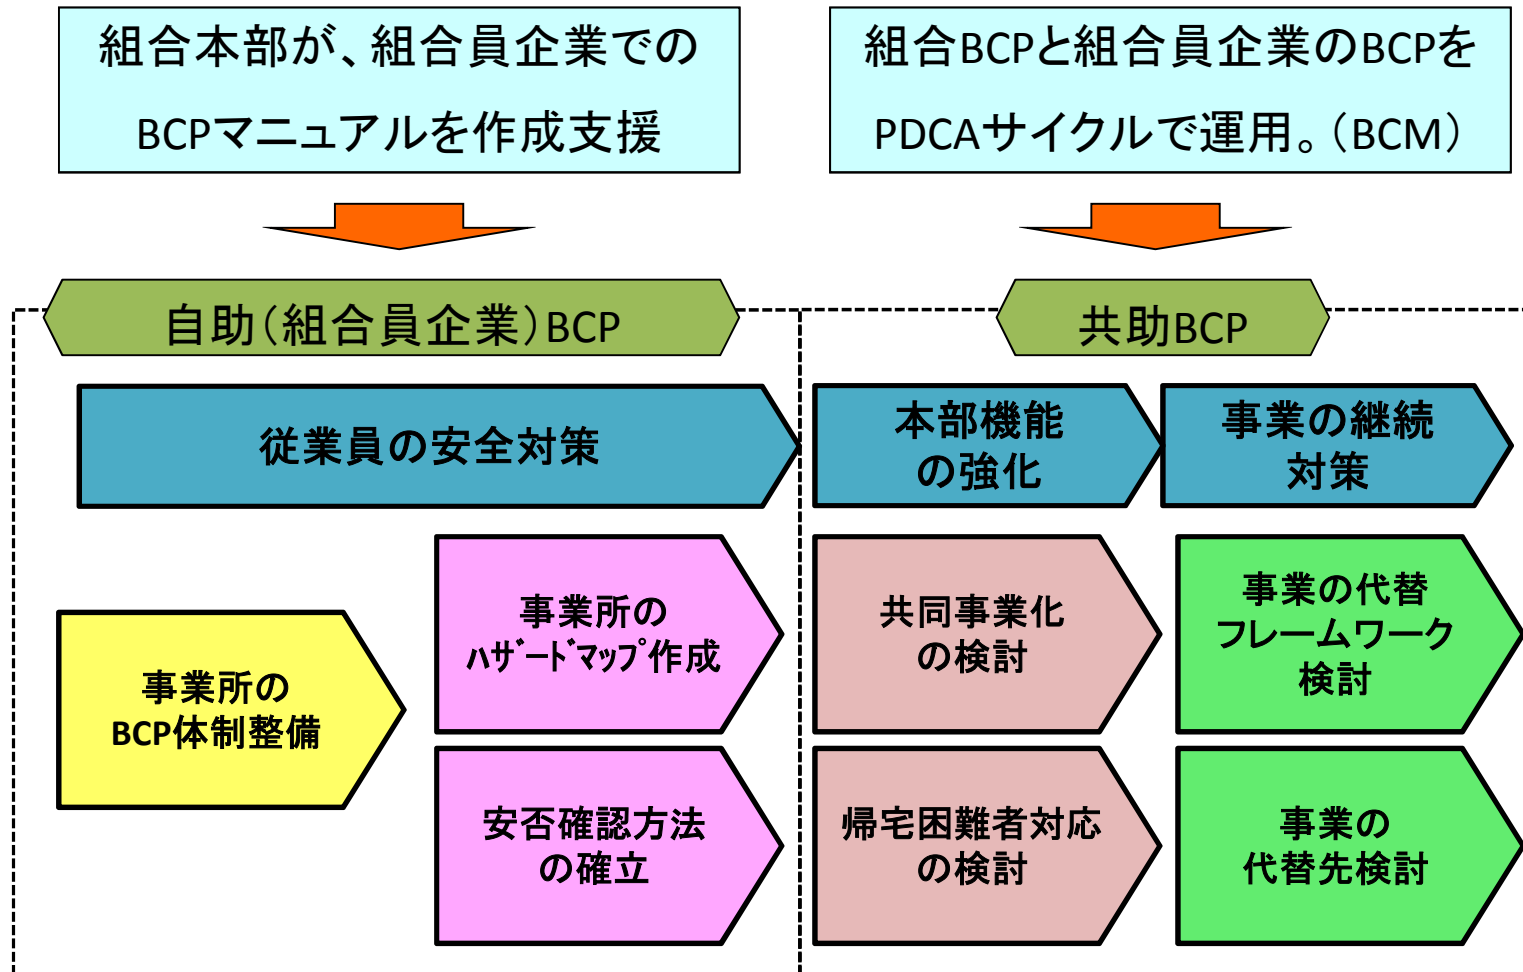 組合本部が、組合員企業での
BCPマニュアルを作成支援
組合BCPと組合員企業のBCPを
PDCAサイクルで運用。（BCM）
自助（組合員企業）BCP
共助BCP
従業員の安全対策
本部機能
の強化
事業の継続
対策
事業所の
BCP体制整備
事業所の
ﾊｻﾞｰﾄﾞﾏｯﾌﾟ作成
安否確認方法
の確立
共同事業化
の検討
帰宅困難者対応
の検討
事業の代替
フレームワーク
検討
事業の
代替先検討